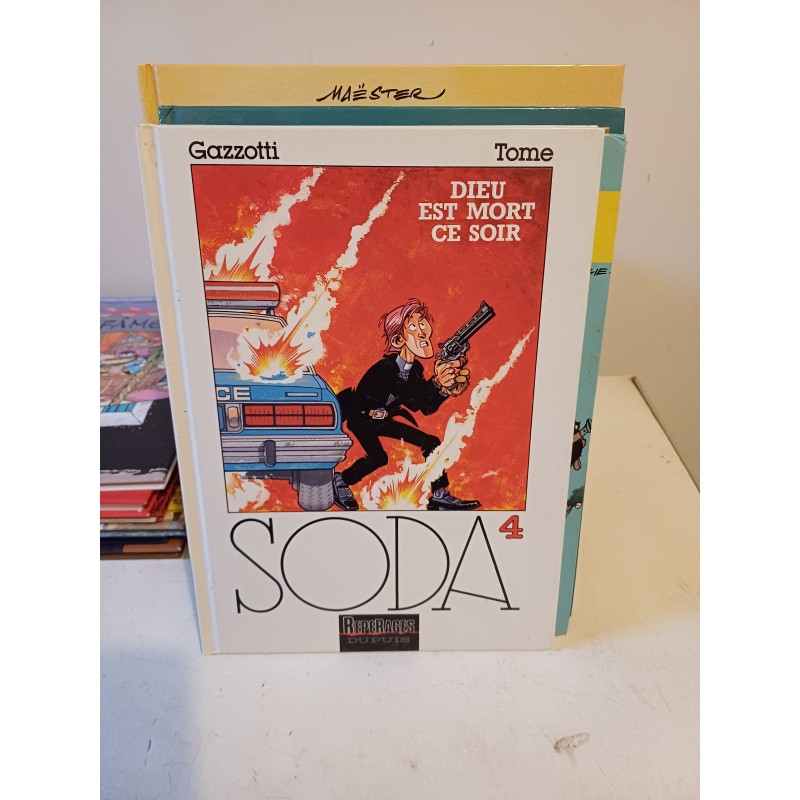 MAËSTER
Gazzotti
Tome
DIEU
EST MORT
CE SOIR
CE
SODA
4
REPERAGES
DUPUIS